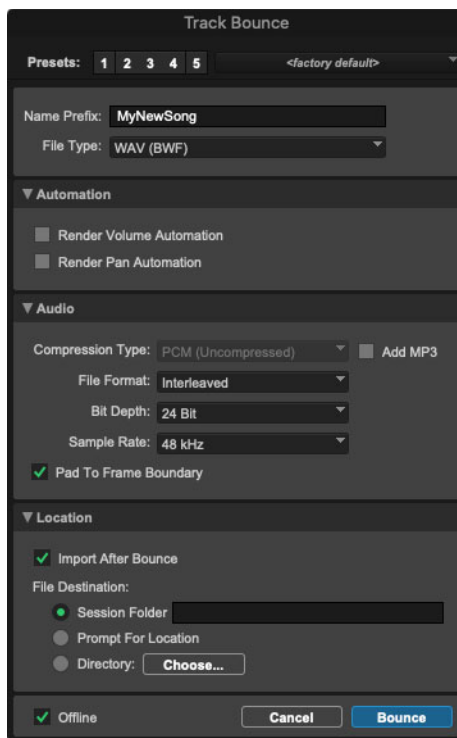 Track Bounce
Presets: 1 2 3 4 5 <factory default>
Name Prefix: MyNewSong
File Type: WAV (BWF)
Automation
Render Volume Automation
Render Pan Automation
Audio
Compression Type: PCM (Uncompressed) Add MP3
File Format: Interleaved
Bit Depth: 24 Bit
Sample Rate: 48 kHz
Pad To Frame Boundary
Location
Import After Bounce
File Destination:
Session Folder
Prompt For Location
Directory: Choose...
Offline Cancel Bounce